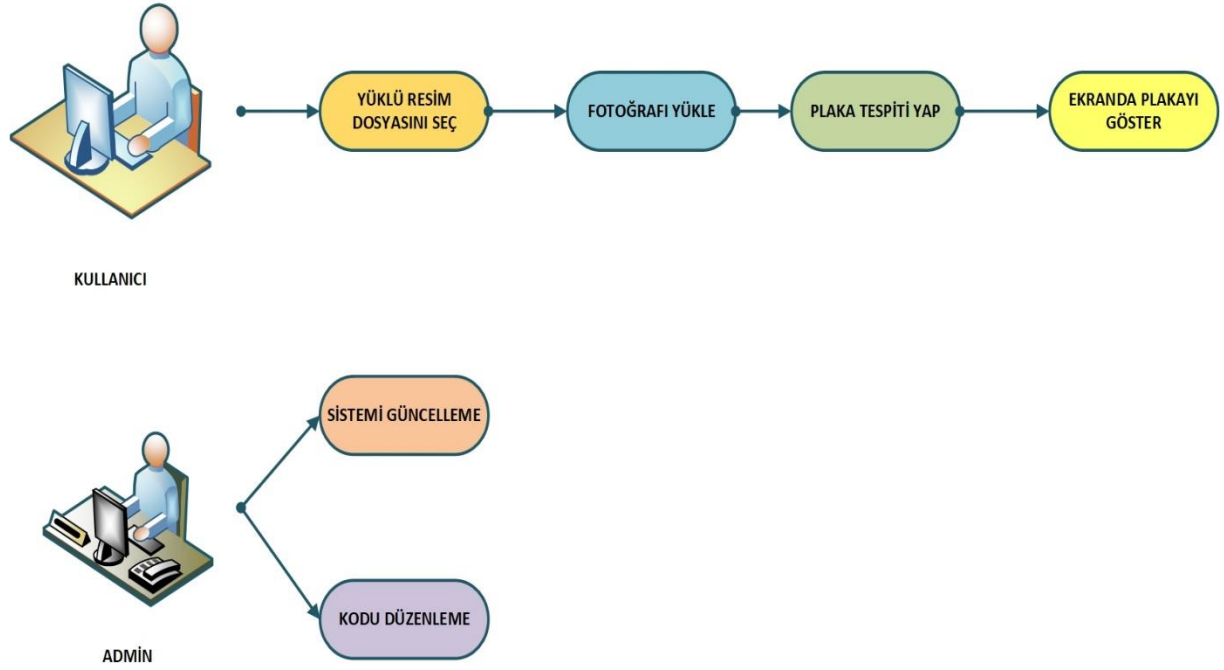 YÜKLÜ RESİM
DOSYASINI SEÇ
FOTOĞRAFI YÜKLE
PLAKA TESPİTİ YAP
EKRANDA PLAKAYI
GÖSTER
KULLANICI
SİSTEMİ GÜNCELLEME
KODU DÜZENLEME
ADMİN